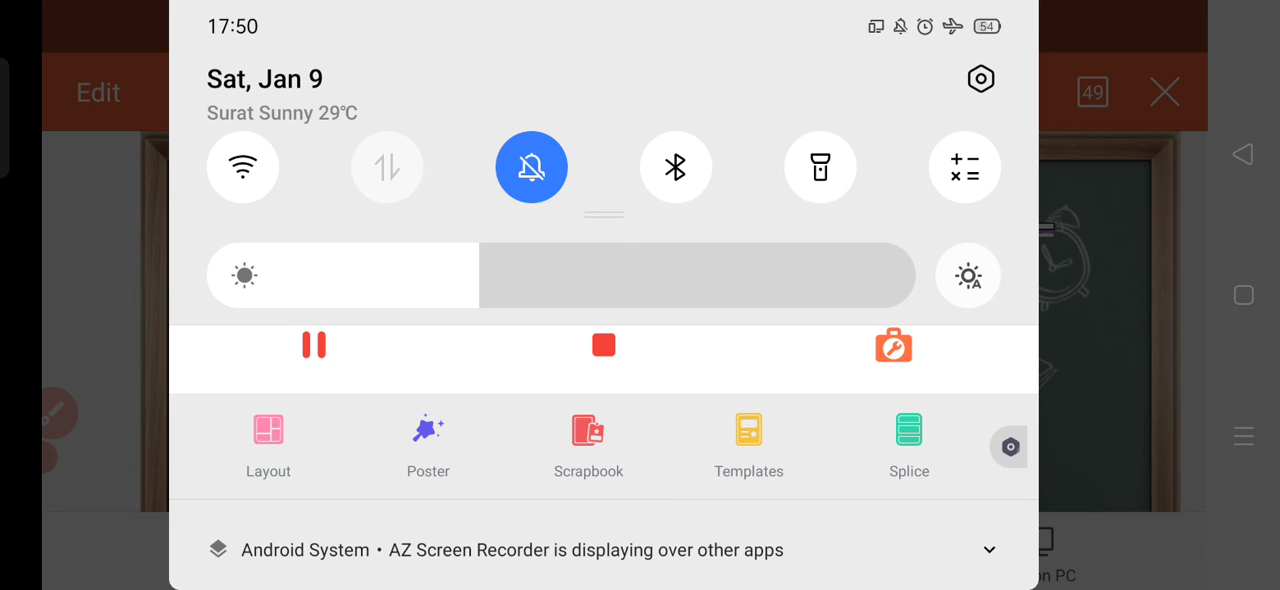 17:50
54
Sat, Jan 9
Surat Sunny 29℃
Edit
49
A
Layout
Poster
Scrapbook
Templates
Splice
Android System • AZ Screen Recorder is displaying over other apps
on PC